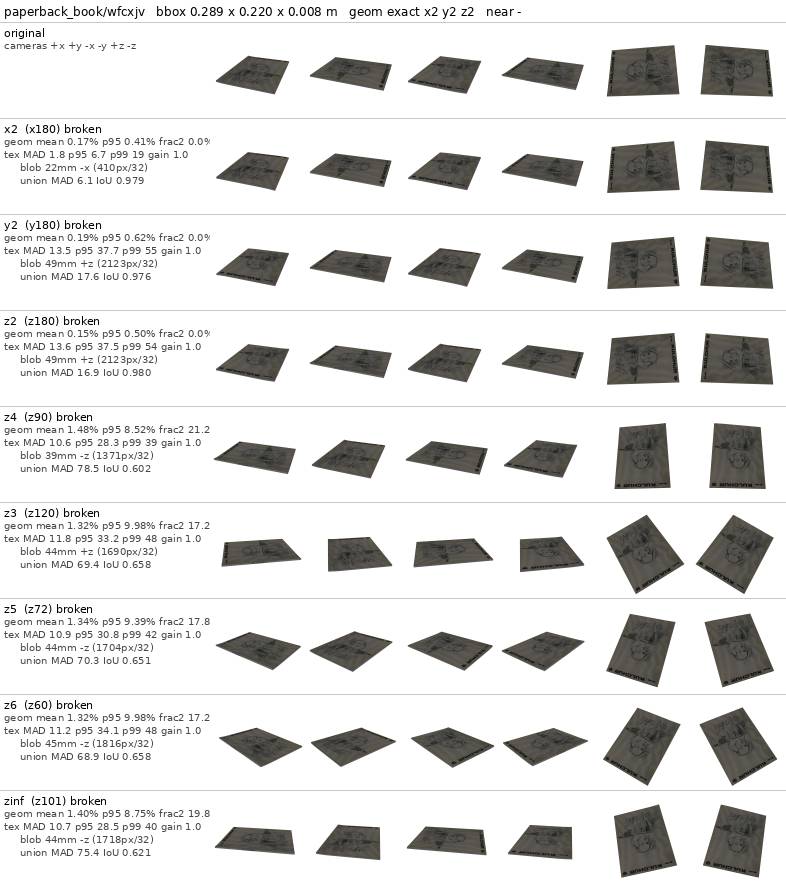 paperback_book/wfcxjv   bbox 0.289 x 0.220 x 0.008 m   geom exact x2 y2 z2   near -
original
cameras +x +y -x -y +z -z
x2  (x180) broken
geom mean 0.17% p95 0.41% frac2 0.0%
tex MAD 1.8 p95 6.7 p99 19 gain 1.0
blob 22mm -x (410px/32)
union MAD 6.1 IoU 0.979
y2  (y180) broken
geom mean 0.19% p95 0.62% frac2 0.0%
tex MAD 13.5 p95 37.7 p99 55 gain 1.0
blob 49mm +z (2123px/32)
union MAD 17.6 IoU 0.976
z2  (z180) broken
geom mean 0.15% p95 0.50% frac2 0.0%
tex MAD 13.6 p95 37.5 p99 54 gain 1.0
blob 49mm +z (2123px/32)
union MAD 16.9 IoU 0.980
z4  (z90) broken
geom mean 1.48% p95 8.52% frac2 21.2
tex MAD 10.6 p95 28.3 p99 39 gain 1.0
blob 39mm -z (1371px/32)
union MAD 78.5 IoU 0.602
z3  (z120) broken
geom mean 1.32% p95 9.98% frac2 17.2
tex MAD 11.8 p95 33.2 p99 48 gain 1.0
blob 44mm +z (1690px/32)
union MAD 69.4 IoU 0.658
z5  (z72) broken
geom mean 1.34% p95 9.39% frac2 17.8
tex MAD 10.9 p95 30.8 p99 42 gain 1.0
blob 44mm -z (1704px/32)
union MAD 70.3 IoU 0.651
z6  (z60) broken
geom mean 1.32% p95 9.98% frac2 17.2
tex MAD 11.2 p95 34.1 p99 48 gain 1.0
blob 45mm -z (1816px/32)
union MAD 68.9 IoU 0.658
zinf  (z101) broken
geom mean 1.40% p95 8.75% frac2 19.8
tex MAD 10.7 p95 28.5 p99 40 gain 1.0
blob 44mm -z (1718px/32)
union MAD 75.4 IoU 0.621